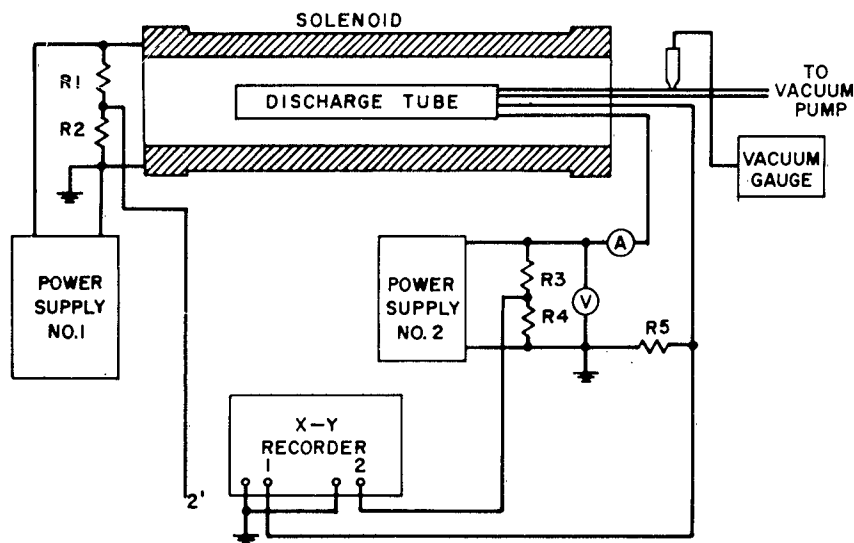 SOLENOID
R1
R2
DISCHARGE TUBE
TO
VACUUM
PUMP
VACUUM
GAUGE
POWER
SUPPLY
NO.1
POWER
SUPPLY
NO. 2
A
R3
R4
V
R5
X-Y
RECORDER
1 2
2'